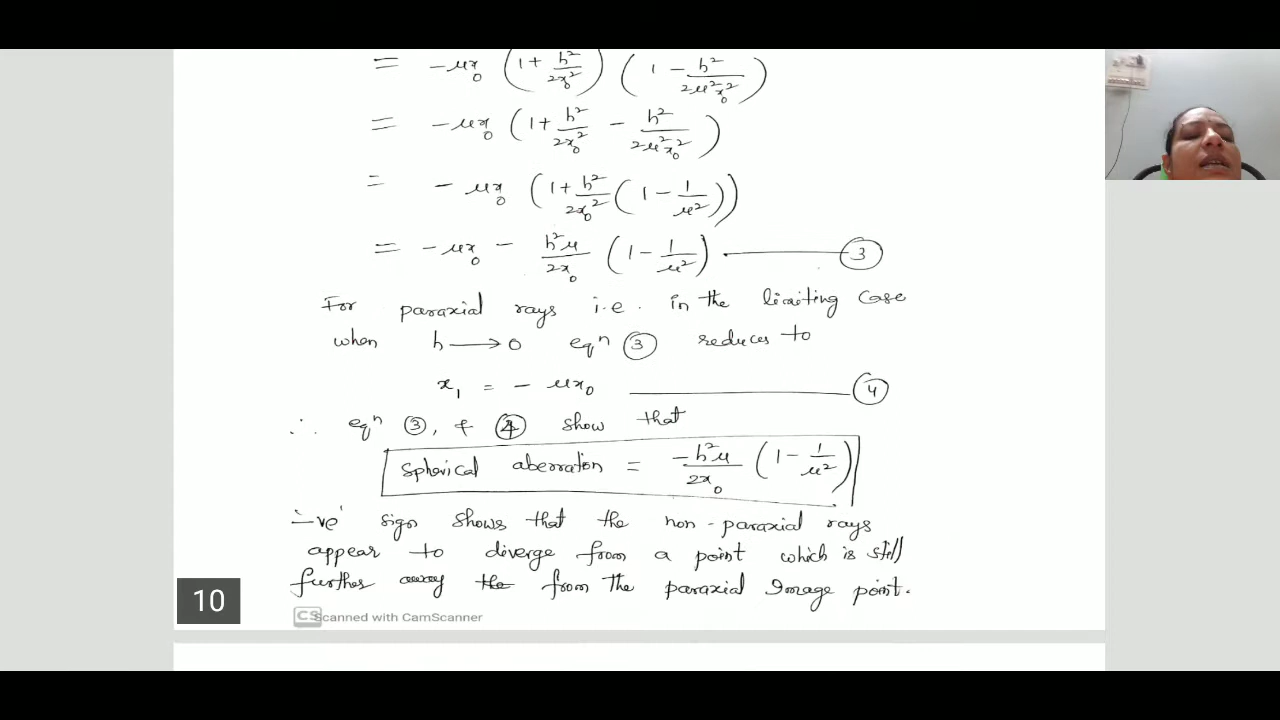 = -μx₀ (1 + h²/2x₀²) (1 - h²/2μ²x₀²)
= -μx₀ (1 + h²/2x₀² - h²/2μ²x₀²)
= -μx₀ (1 + h²/2x₀² (1 - 1/μ²))
= -μx₀ - h²μ/2x₀ (1 - 1/μ²) ——— ③
For paraxial rays i.e. in the limiting case
when h → 0 eqⁿ ③ reduces to
x₁ = - μx₀ ——— ④
∴ eqⁿ ③, & ④ show that
Spherical aberration = -h²μ/2x₀ (1 - 1/μ²)
'-ve' sign shows that the non-paraxial rays
appear to diverge from a point which is still
further away the from the paraxial Image point.
10
CS Scanned with CamScanner